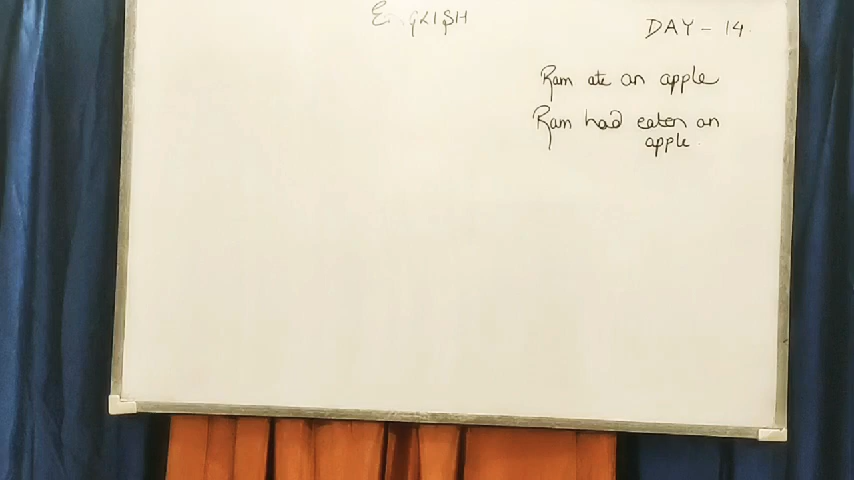 ENGLISH
DAY - 14.
Ram ate an apple
Ram had eaten an
apple.